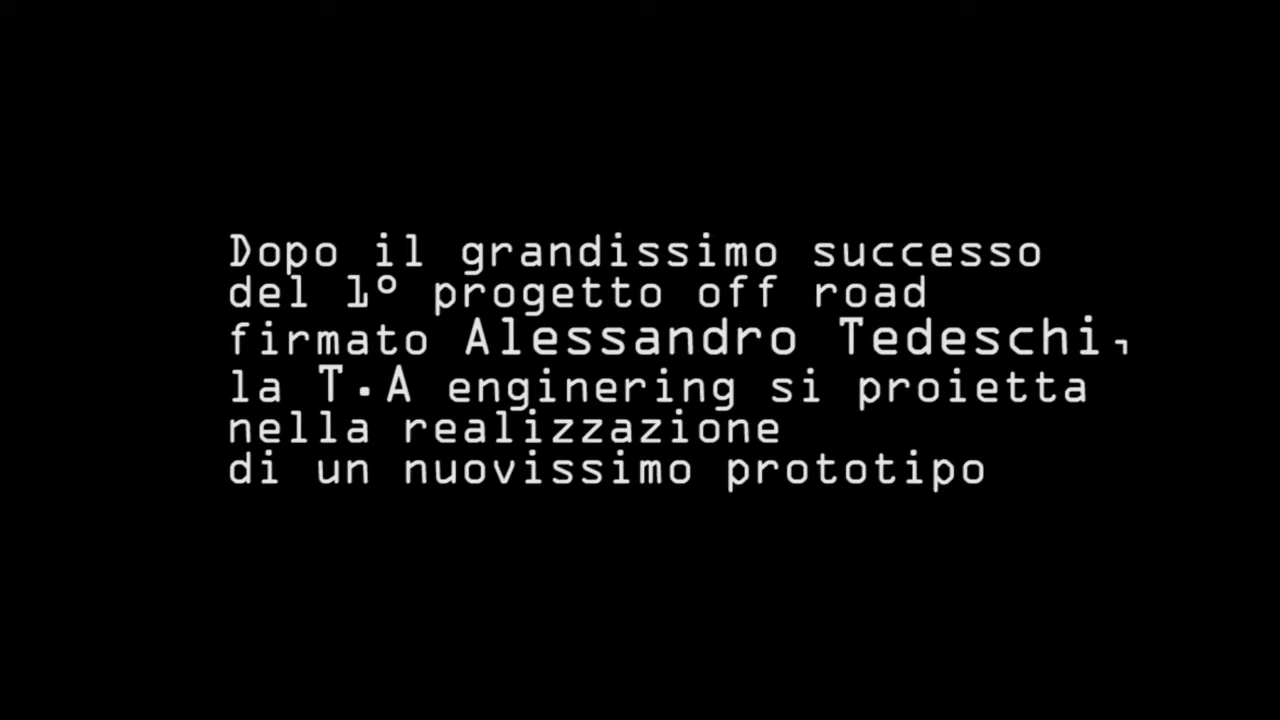 Dopo il grandissimo successo
del 1° progetto off road
firmato Alessandro Tedeschi,
la T.A enginering si proietta
nella realizzazione
di un nuovissimo prototipo